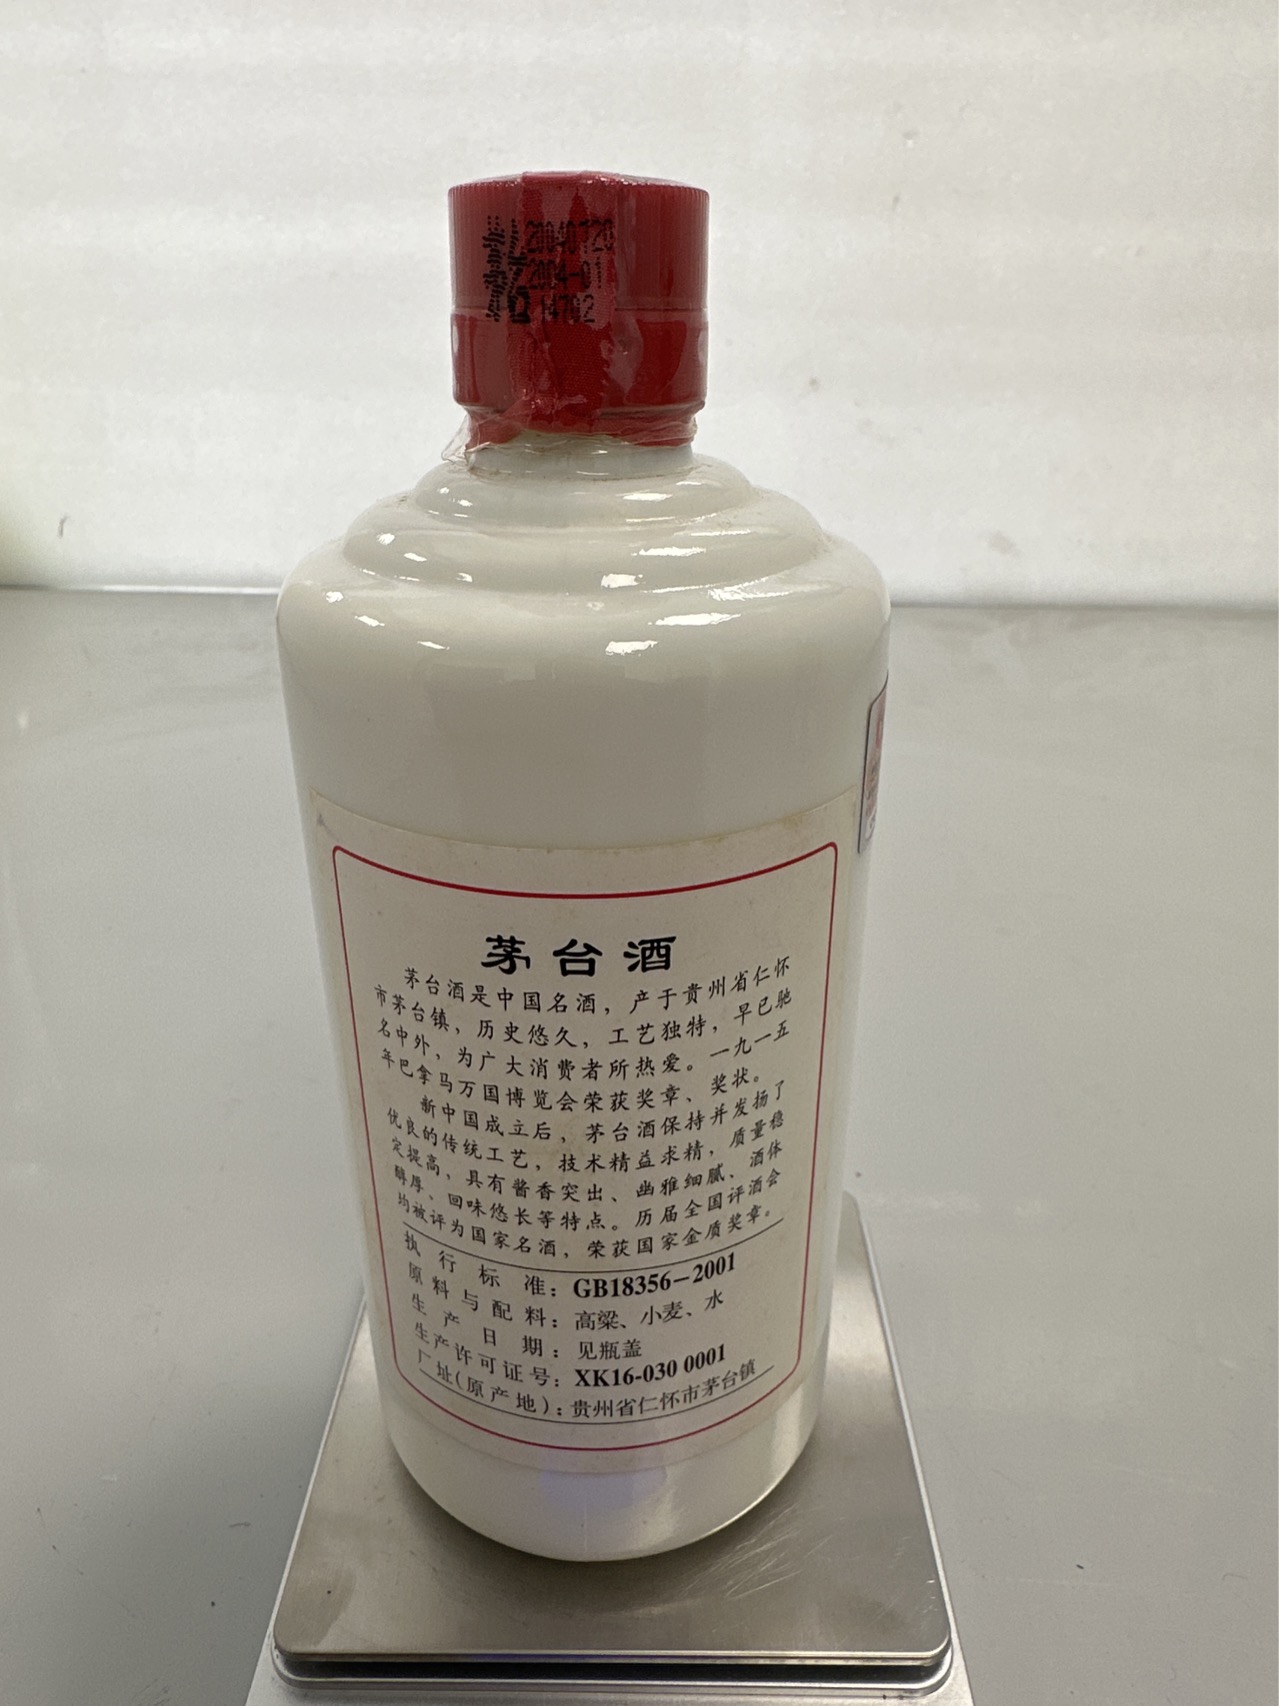 20040720
2004-01
14702
茅台酒
茅台酒是中国名酒，产于贵州省仁怀
市茅台镇，历史悠久，工艺独特，早已驰
名中外，为广大消费者所热爱。一九一五
年巴拿马万国博览会荣获奖章、奖状。
新中国成立后，茅台酒保持并发扬了
优良的传统工艺，技术精益求精，质量稳
定提高，具有酱香突出、幽雅细腻、酒体
醇厚、回味悠长等特点。历届全国评酒会
均被评为国家名酒，荣获国家金质奖章。
执行标准：GB18356-2001
原料与配料：高粱、小麦、水
生产日期：见瓶盖
生产许可证号：XK16-030 0001
厂址(原产地)：贵州省仁怀市茅台镇